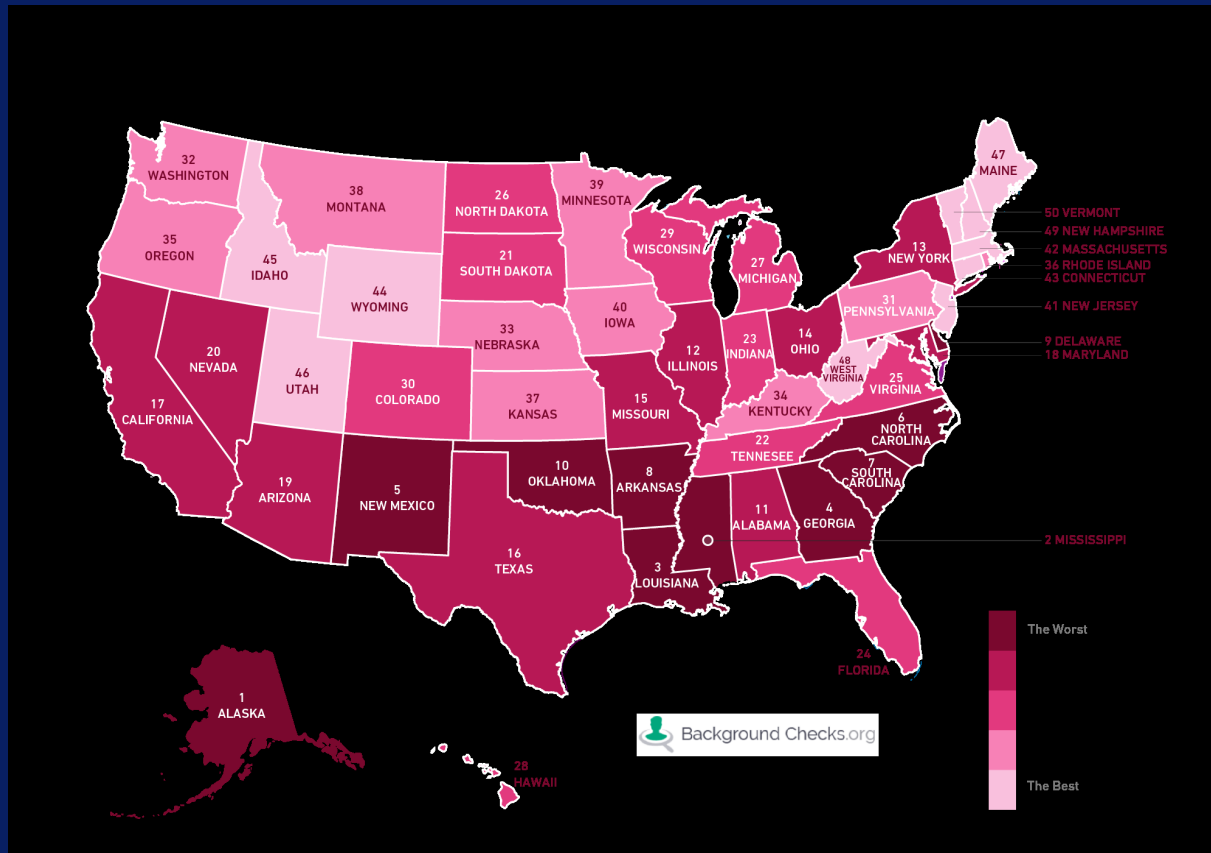 32
WASHINGTON
35
OREGON
45
IDAHO
38
MONTANA
44
WYOMING
26
NORTH DAKOTA
21
SOUTH DAKOTA
39
MINNESOTA
29
WISCONSIN
27
MICHIGAN
47
MAINE
50 VERMONT
49 NEW HAMPSHIRE
42 MASSACHUSETTS
36 RHODE ISLAND
43 CONNECTICUT
41 NEW JERSEY
9 DELAWARE
18 MARYLAND
13
NEW YORK
31
PENNSYLVANIA
33
NEBRASKA
40
IOWA
20
NEVADA
46
UTAH
30
COLORADO
37
KANSAS
12
ILLINOIS
23
INDIANA
14
OHIO
48
WEST
VIRGINIA
25
VIRGINIA
17
CALIFORNIA
15
MISSOURI
34
KENTUCKY
22
TENNESEE
6
NORTH
CAROLINA
7
SOUTH
CAROLINA
19
ARIZONA
5
NEW MEXICO
10
OKLAHOMA
8
ARKANSAS
11
ALABAMA
4
GEORGIA
2 MISSISSIPPI
16
TEXAS
3
LOUISIANA
24
FLORIDA
1
ALASKA
28
HAWAII
Background Checks.org
The Worst
The Best